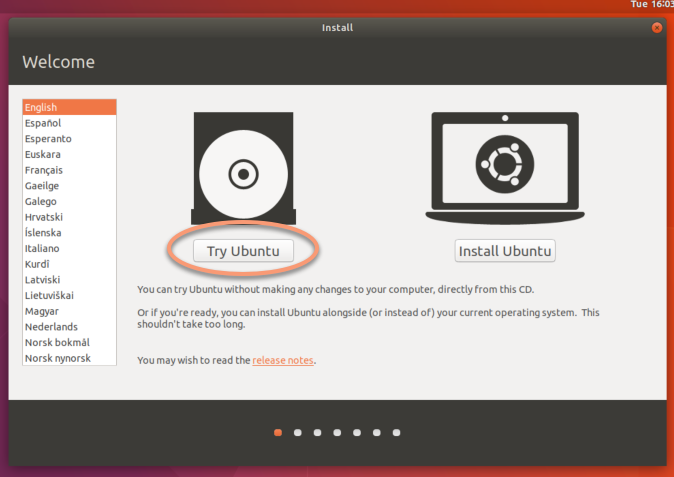 Tue 16:03
Install
Welcome
English
Español
Esperanto
Euskara
Français
Gaeilge
Galego
Hrvatski
Íslenska
Italiano
Kurdî
Latviski
Lietuviškai
Magyar
Nederlands
Norsk bokmål
Norsk nynorsk
Try Ubuntu
Install Ubuntu
You can try Ubuntu without making any changes to your computer, directly from this CD.
Or if you're ready, you can install Ubuntu alongside (or instead of) your current operating system. This
shouldn't take too long.
You may wish to read the release notes.